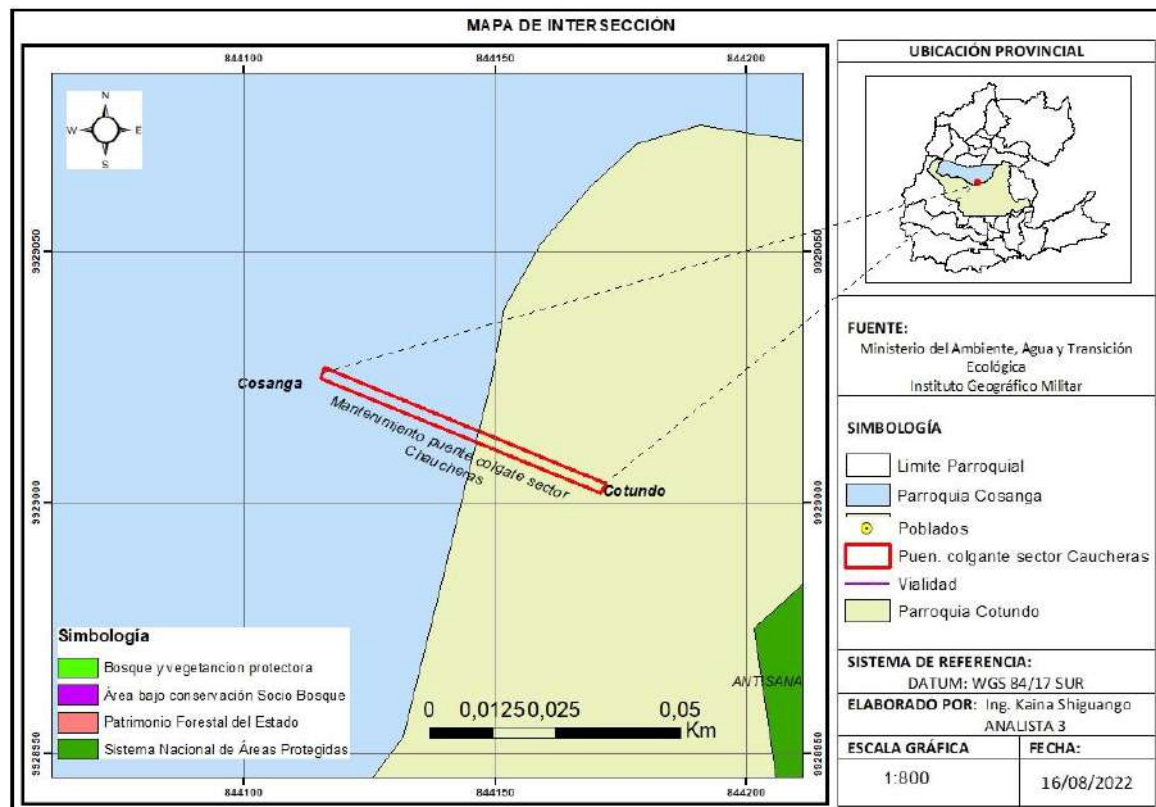 MAPA DE INTERSECCIÓN
844100
844150
844200
N
W
E
S
9929050
9929050
Cosanga
Mantenimiento puente colgate sector
Chaucheras
Cotundo
9929000
9929000
Simbología
Bosque y vegetancion protectora
Área bajo conservación Socio Bosque
Patrimonio Forestal del Estado
Sistema Nacional de Áreas Protegidas
ANTISANA
0 0,0125 0,025 0,05
Km
9928950
9928950
844100
844150
844200
UBICACIÓN PROVINCIAL
FUENTE:
Ministerio del Ambiente, Agua y Transición
Ecológica
Instituto Geográfico Militar
SIMBOLOGÍA
Limite Parroquial
Parroquia Cosanga
Poblados
Puen. colgante sector Caucheras
Vialidad
Parroquia Cotundo
SISTEMA DE REFERENCIA:
DATUM: WGS 84/17 SUR
ELABORADO POR: Ing. Kaina Shiguango
ANALISTA 3
ESCALA GRÁFICA
1:800
FECHA:
16/08/2022